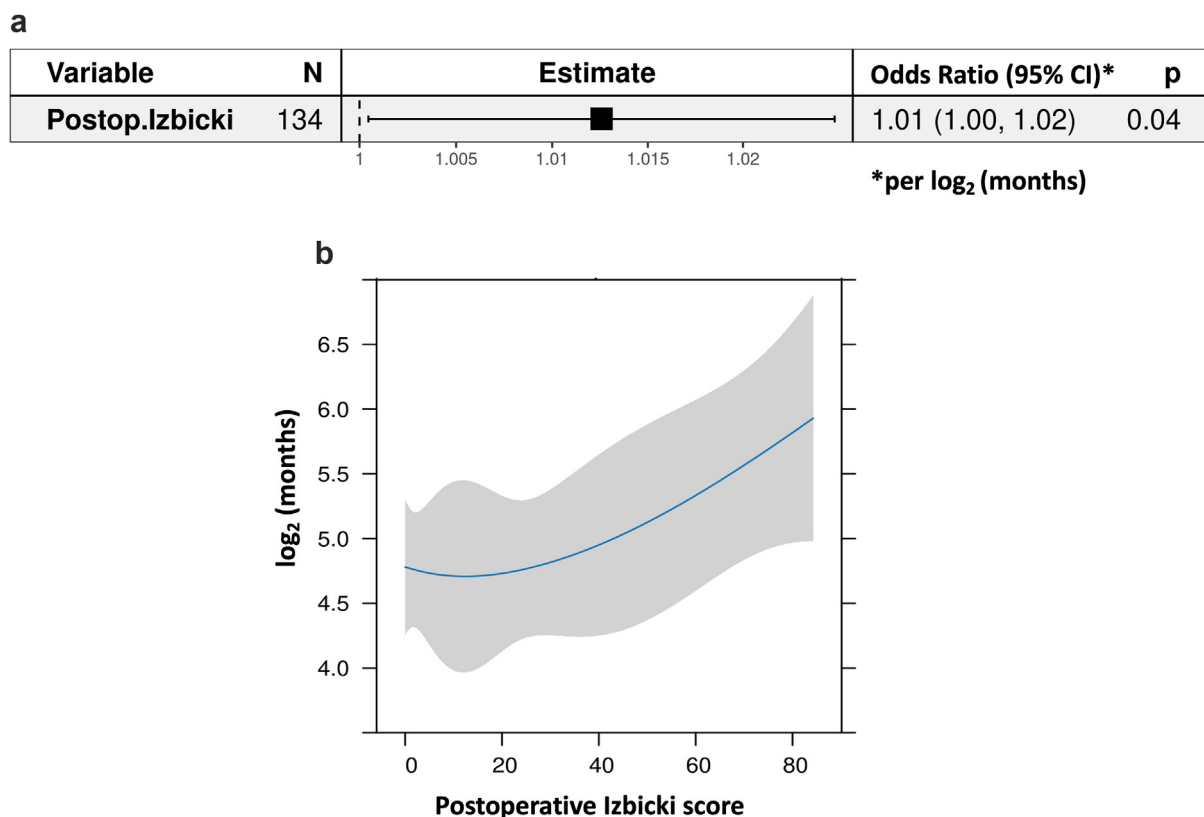 a
Variable N Estimate Odds Ratio (95% CI)* p
Postop.Izbicki 134 1.01 (1.00, 1.02) 0.04
1 1.005 1.01 1.015 1.02
*per log₂ (months)
b
6.5
6.0
5.5
5.0
4.5
4.0
log₂ (months)
0 20 40 60 80
Postoperative Izbicki score